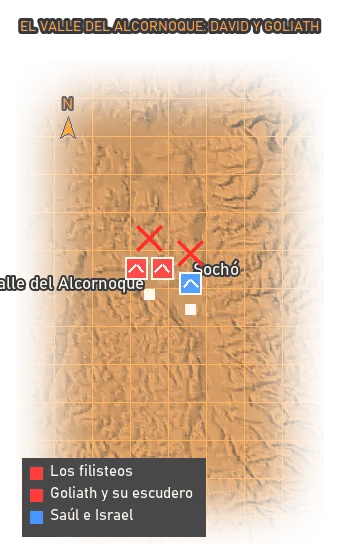 EL VALLE DEL ALCORNOQUE: DAVID Y GOLIATH
N
Sochó
alle del Alcornoque
Los filisteos
Goliath y su escudero
Saúl e Israel